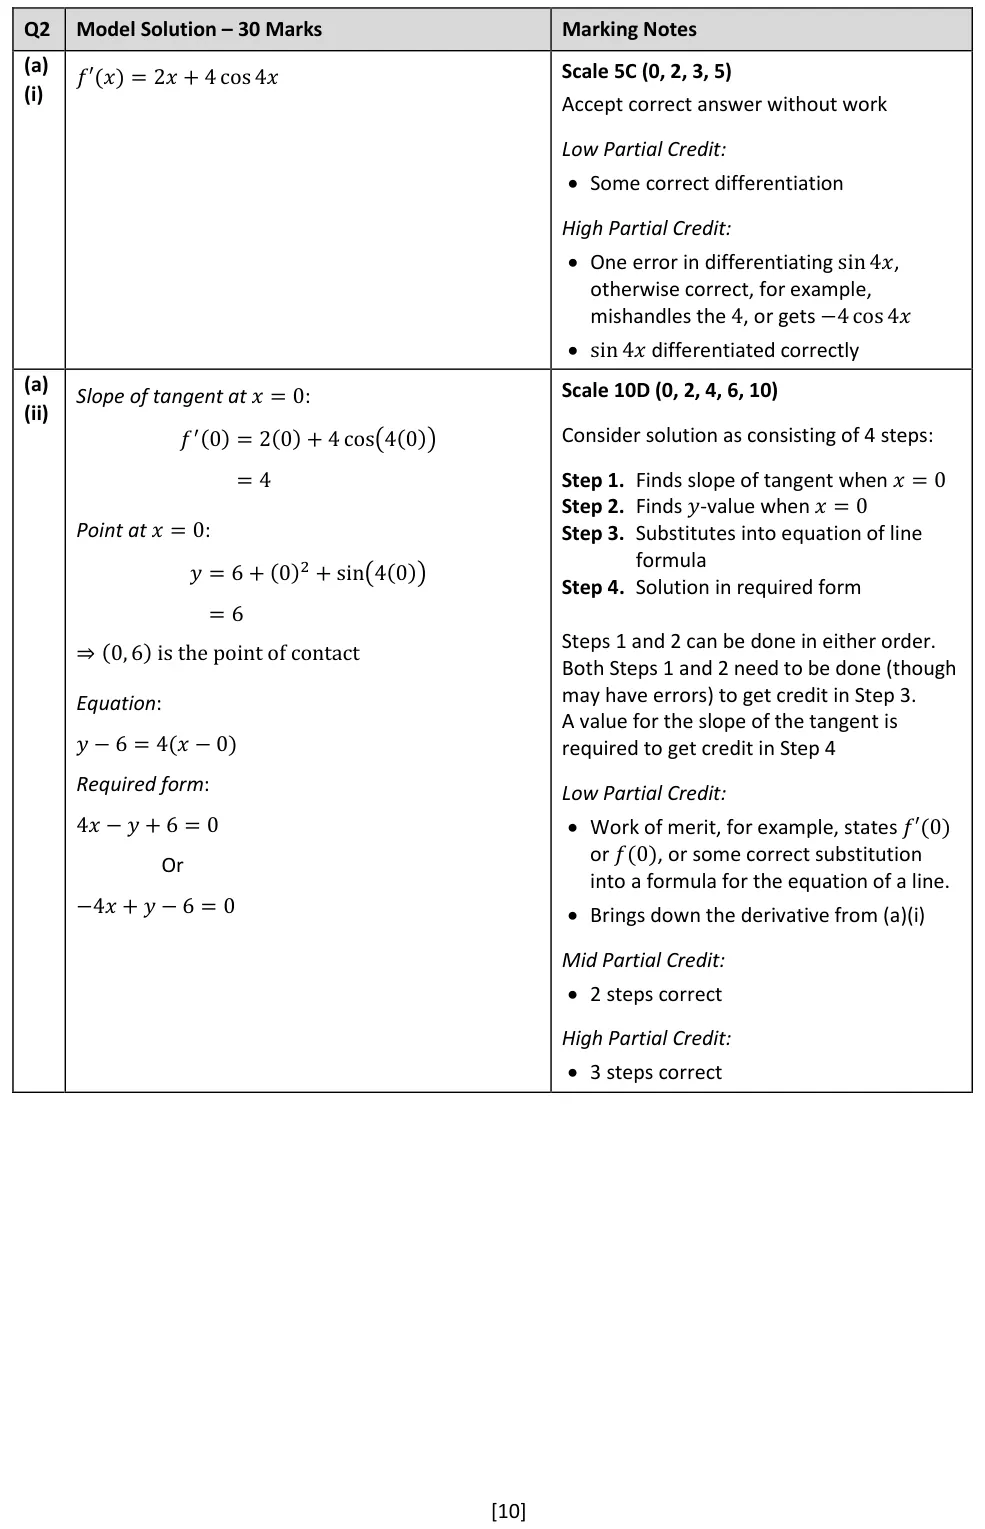 Q2 Model Solution – 30 Marks Marking Notes
(a)
(i)
f′(x) = 2x + 4 cos 4x
Scale 5C (0, 2, 3, 5)
Accept correct answer without work
Low Partial Credit:
• Some correct differentiation
High Partial Credit:
• One error in differentiating sin 4x,
otherwise correct, for example,
mishandles the 4, or gets −4 cos 4x
• sin 4x differentiated correctly
(a)
(ii)
Slope of tangent at x = 0:
f′(0) = 2(0) + 4 cos(4(0))
= 4
Point at x = 0:
y = 6 + (0)² + sin(4(0))
= 6
⇒ (0, 6) is the point of contact
Equation:
y − 6 = 4(x − 0)
Required form:
4x − y + 6 = 0
Or
−4x + y − 6 = 0
Scale 10D (0, 2, 4, 6, 10)
Consider solution as consisting of 4 steps:
Step 1. Finds slope of tangent when x = 0
Step 2. Finds y-value when x = 0
Step 3. Substitutes into equation of line
formula
Step 4. Solution in required form
Steps 1 and 2 can be done in either order.
Both Steps 1 and 2 need to be done (though
may have errors) to get credit in Step 3.
A value for the slope of the tangent is
required to get credit in Step 4
Low Partial Credit:
• Work of merit, for example, states f′(0)
or f(0), or some correct substitution
into a formula for the equation of a line.
• Brings down the derivative from (a)(i)
Mid Partial Credit:
• 2 steps correct
High Partial Credit:
• 3 steps correct
[10]